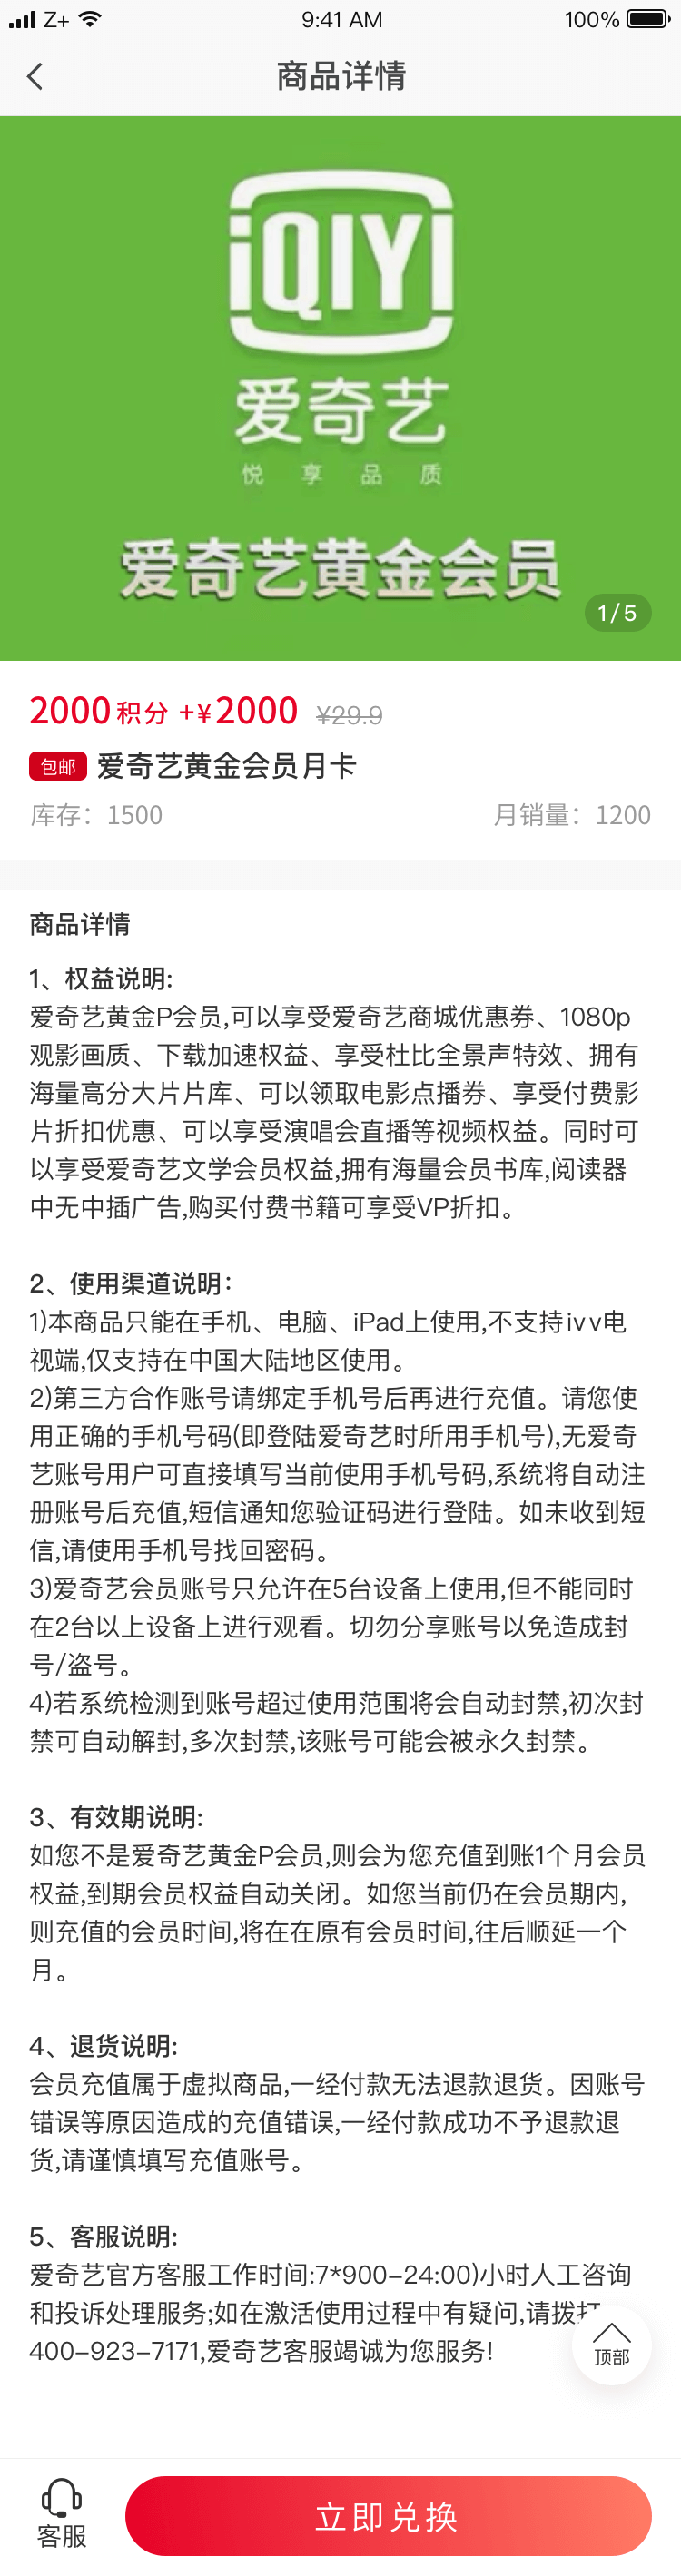 Z+ 9:41 AM 100%
商品详情
iQIYI
爱奇艺
悦享品质
爱奇艺黄金会员
1/5
2000积分 +¥2000 ¥29.9
包邮 爱奇艺黄金会员月卡
库存：1500 月销量：1200
商品详情
1、权益说明:
爱奇艺黄金P会员,可以享受爱奇艺商城优惠券、1080p
观影画质、下载加速权益、享受杜比全景声特效、拥有
海量高分大片片库、可以领取电影点播券、享受付费影
片折扣优惠、可以享受演唱会直播等视频权益。同时可
以享受爱奇艺文学会员权益,拥有海量会员书库,阅读器
中无中插广告,购买付费书籍可享受VP折扣。
2、使用渠道说明：
1)本商品只能在手机、电脑、iPad上使用,不支持ivv电
视端,仅支持在中国大陆地区使用。
2)第三方合作账号请绑定手机号后再进行充值。请您使
用正确的手机号码(即登陆爱奇艺时所用手机号),无爱奇
艺账号用户可直接填写当前使用手机号码,系统将自动注
册账号后充值,短信通知您验证码进行登陆。如未收到短
信,请使用手机号找回密码。
3)爱奇艺会员账号只允许在5台设备上使用,但不能同时
在2台以上设备上进行观看。切勿分享账号以免造成封
号/盗号。
4)若系统检测到账号超过使用范围将会自动封禁,初次封
禁可自动解封,多次封禁,该账号可能会被永久封禁。
3、有效期说明:
如您不是爱奇艺黄金P会员,则会为您充值到账1个月会员
权益,到期会员权益自动关闭。如您当前仍在会员期内,
则充值的会员时间,将在在原有会员时间,往后顺延一个
月。
4、退货说明:
会员充值属于虚拟商品,一经付款无法退款退货。因账号
错误等原因造成的充值错误,一经付款成功不予退款退
货,请谨慎填写充值账号。
5、客服说明:
爱奇艺官方客服工作时间:7*900-24:00)小时人工咨询
和投诉处理服务;如在激活使用过程中有疑问,请拨打
400-923-7171,爱奇艺客服竭诚为您服务!
顶部
客服
立即兑换